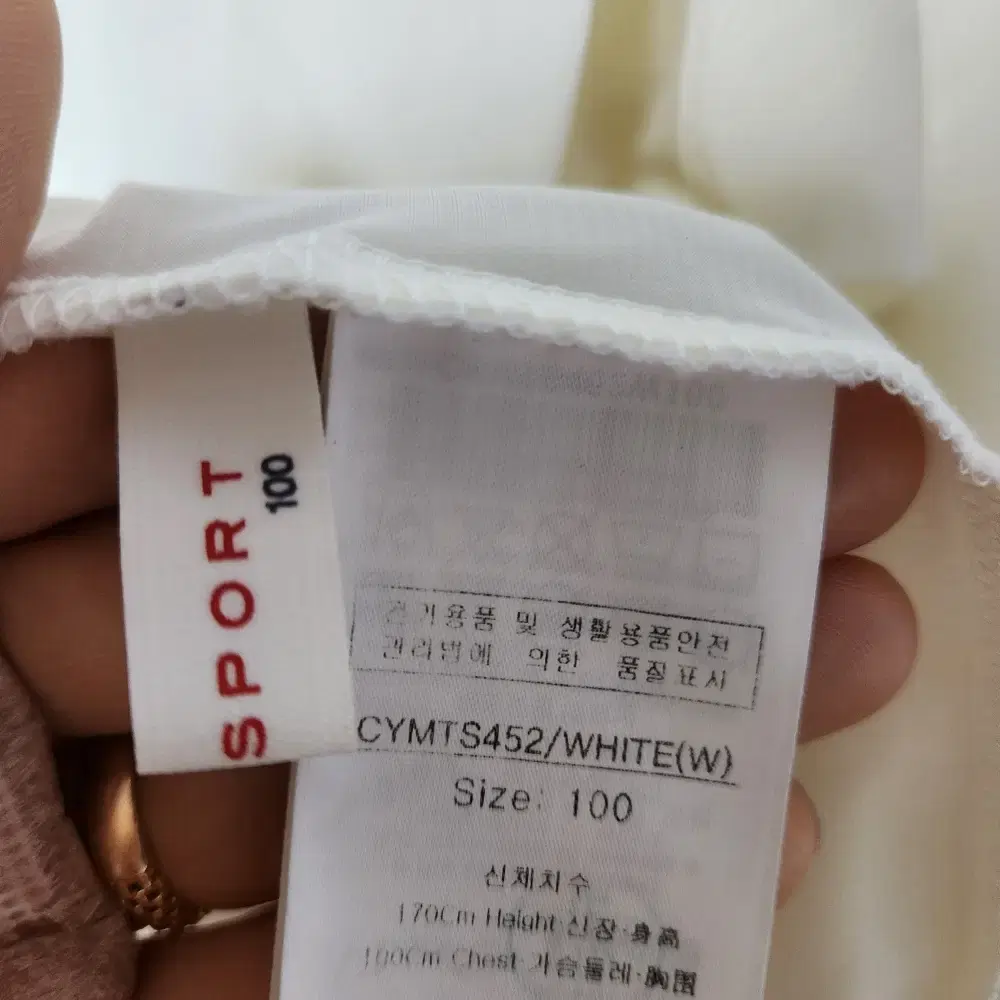 SPORT
100
전기용품 및 생활용품안전
관리법에 의한 품질표시
CYMTS452/WHITE(W)
Size: 100
신체치수
170Cm Height 신장·身高
100Cm Chest 가슴둘레·胸围